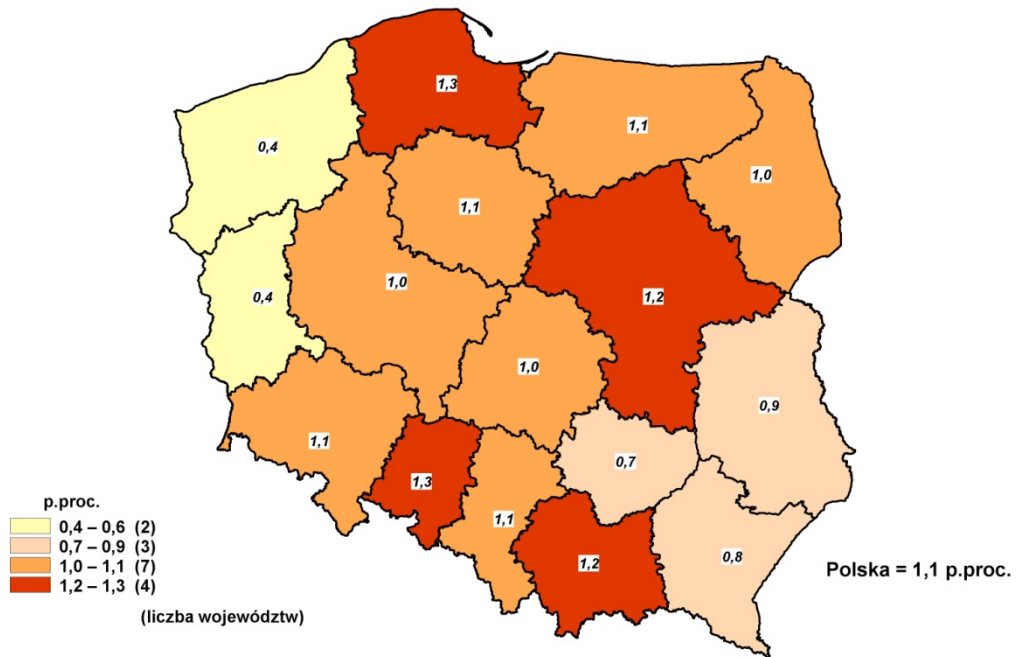 1,3
1,1
0,4
1,0
1,1
1,0
0,4
1,2
1,0
0,9
1,1
0,7
1,3
1,1
1,2
0,8
p.proc.
0,4 – 0,6 (2)
0,7 – 0,9 (3)
1,0 – 1,1 (7)
1,2 – 1,3 (4)
(liczba województw)
Polska = 1,1 p.proc.